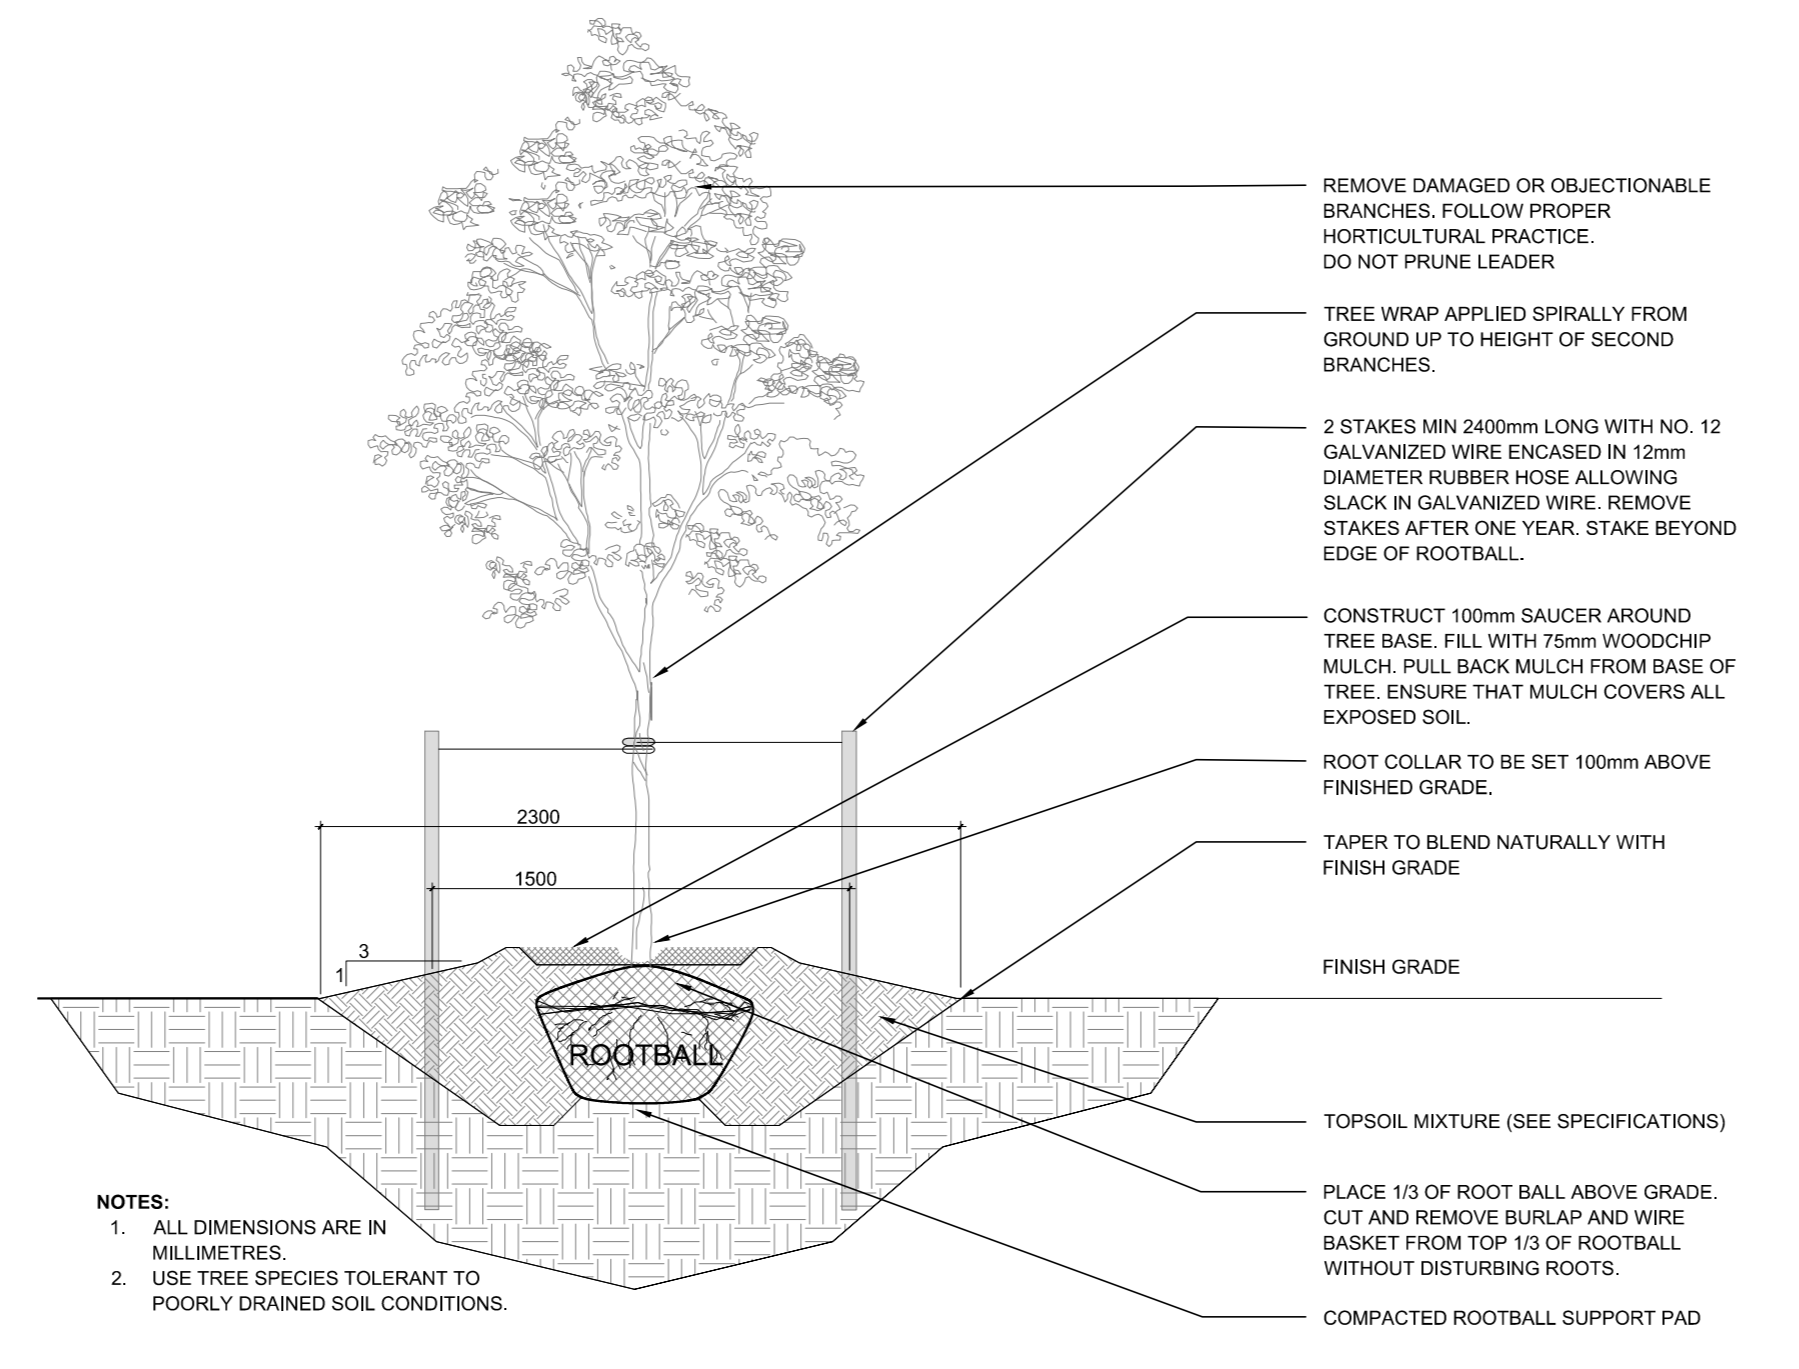 REMOVE DAMAGED OR OBJECTIONABLE
BRANCHES. FOLLOW PROPER
HORTICULTURAL PRACTICE.
DO NOT PRUNE LEADER
TREE WRAP APPLIED SPIRALLY FROM
GROUND UP TO HEIGHT OF SECOND
BRANCHES.
2 STAKES MIN 2400mm LONG WITH NO. 12
GALVANIZED WIRE ENCASED IN 12mm
DIAMETER RUBBER HOSE ALLOWING
SLACK IN GALVANIZED WIRE. REMOVE
STAKES AFTER ONE YEAR. STAKE BEYOND
EDGE OF ROOTBALL.
CONSTRUCT 100mm SAUCER AROUND
TREE BASE. FILL WITH 75mm WOODCHIP
MULCH. PULL BACK MULCH FROM BASE OF
TREE. ENSURE THAT MULCH COVERS ALL
EXPOSED SOIL.
ROOT COLLAR TO BE SET 100mm ABOVE
FINISHED GRADE.
2300
TAPER TO BLEND NATURALLY WITH
FINISH GRADE
1500
3
1
FINISH GRADE
ROOTBALL
TOPSOIL MIXTURE (SEE SPECIFICATIONS)
PLACE 1/3 OF ROOT BALL ABOVE GRADE.
CUT AND REMOVE BURLAP AND WIRE
BASKET FROM TOP 1/3 OF ROOTBALL
WITHOUT DISTURBING ROOTS.
COMPACTED ROOTBALL SUPPORT PAD
NOTES:
1. ALL DIMENSIONS ARE IN
MILLIMETRES.
2. USE TREE SPECIES TOLERANT TO
POORLY DRAINED SOIL CONDITIONS.